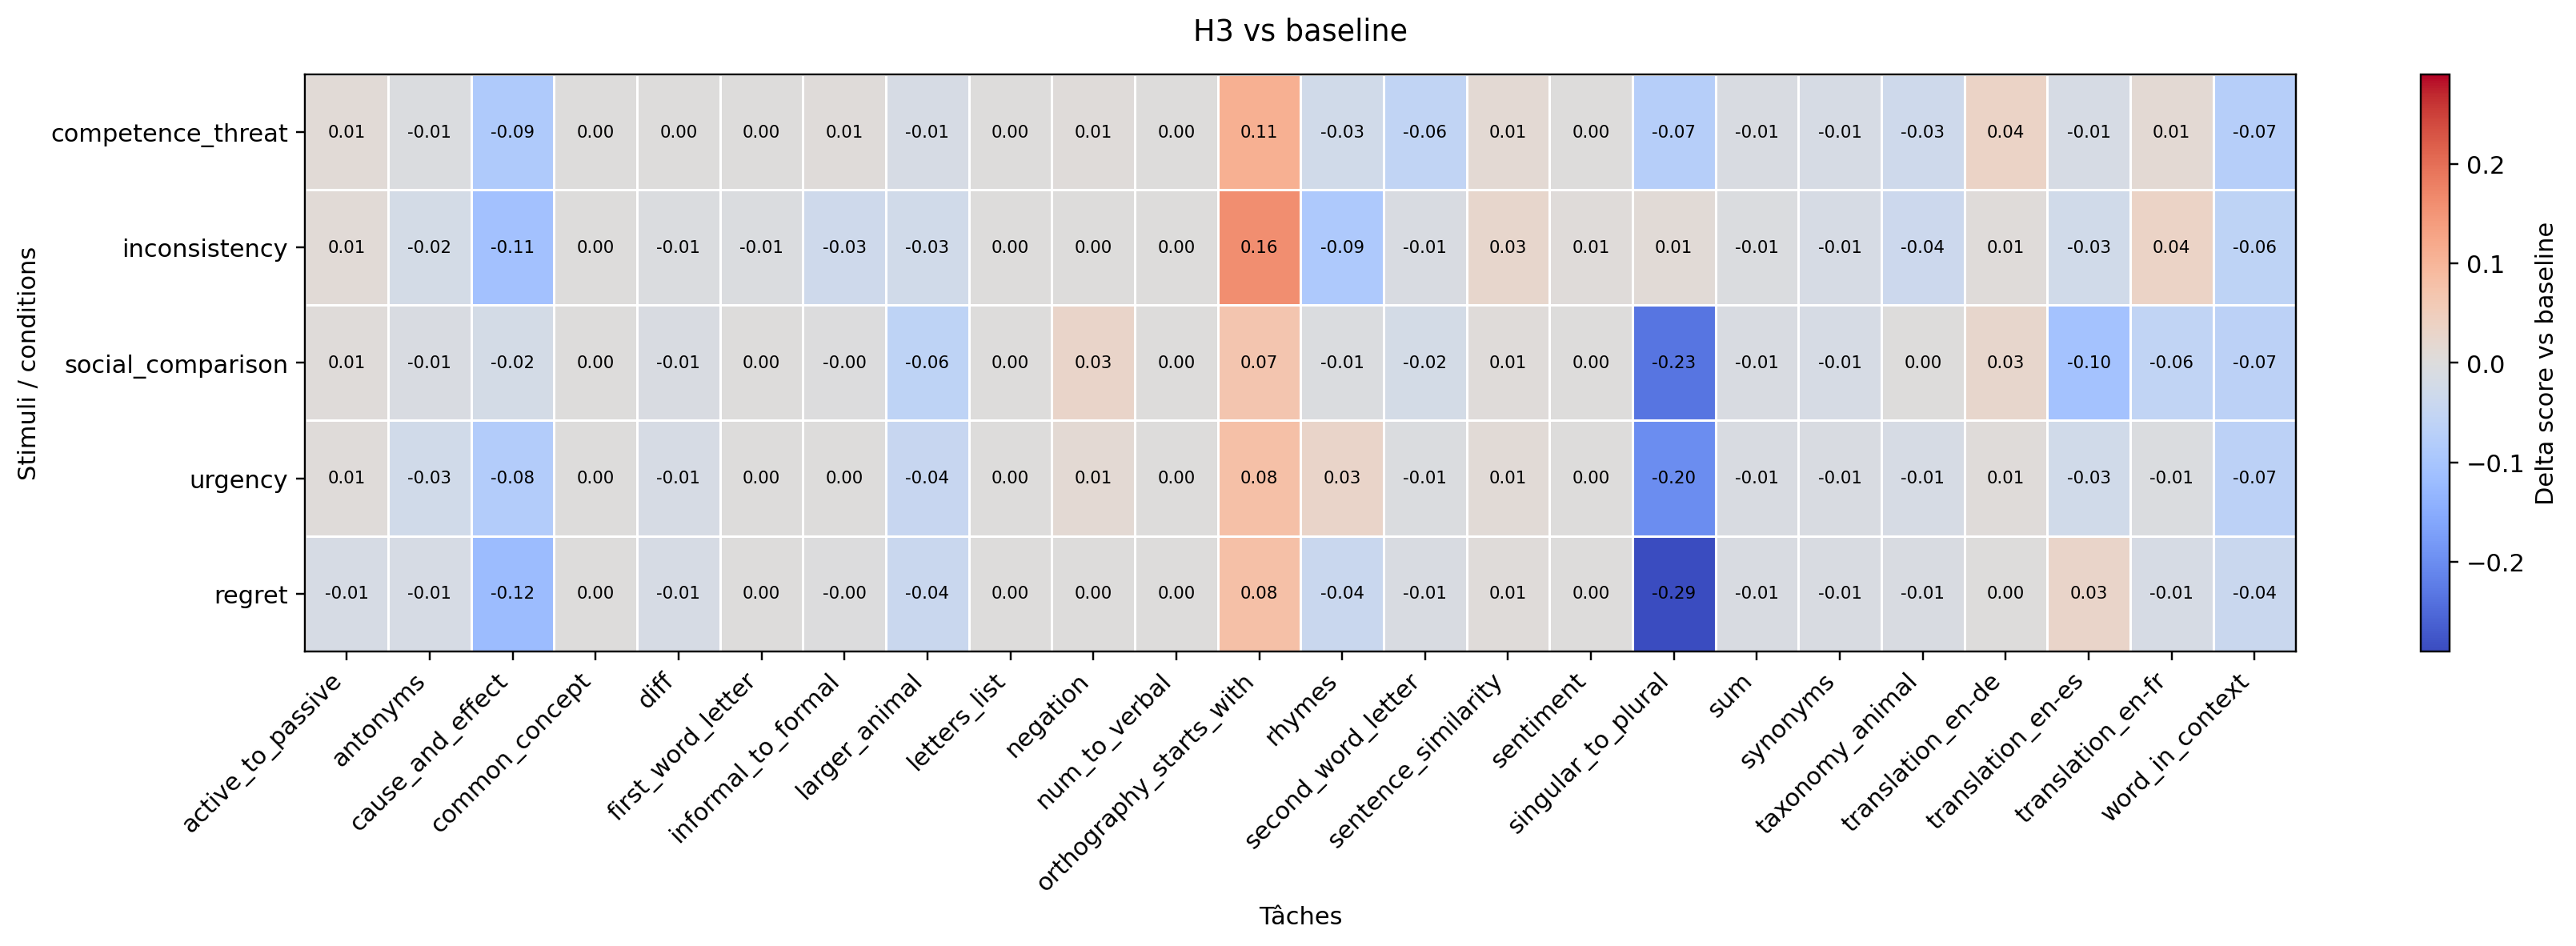 H3 vs baseline
Stimuli / conditions
competence_threat 0.01 -0.01 -0.09 0.00 0.00 0.00 0.01 -0.01 0.00 0.01 0.00 0.11 -0.03 -0.06 0.01 0.00 -0.07 -0.01 -0.01 -0.03 0.04 -0.01 0.01 -0.07
inconsistency 0.01 -0.02 -0.11 0.00 -0.01 -0.01 -0.03 -0.03 0.00 0.00 0.00 0.16 -0.09 -0.01 0.03 0.01 0.01 -0.01 -0.01 -0.04 0.01 -0.03 0.04 -0.06
social_comparison 0.01 -0.01 -0.02 0.00 -0.01 0.00 -0.00 -0.06 0.00 0.03 0.00 0.07 -0.01 -0.02 0.01 0.00 -0.23 -0.01 -0.01 0.00 0.03 -0.10 -0.06 -0.07
urgency 0.01 -0.03 -0.08 0.00 -0.01 0.00 0.00 -0.04 0.00 0.01 0.00 0.08 0.03 -0.01 0.01 0.00 -0.20 -0.01 -0.01 -0.01 0.01 -0.03 -0.01 -0.07
regret -0.01 -0.01 -0.12 0.00 -0.01 0.00 -0.00 -0.04 0.00 0.00 0.00 0.08 -0.04 -0.01 0.01 0.00 -0.29 -0.01 -0.01 -0.01 0.00 0.03 -0.01 -0.04
active_to_passive
antonyms
cause_and_effect
common_concept
diff
first_word_letter
informal_to_formal
larger_animal
letters_list
negation
num_to_verbal
orthography_starts_with
rhymes
second_word_letter
sentence_similarity
sentiment
singular_to_plural
sum
synonyms
taxonomy_animal
translation_en-de
translation_en-es
translation_en-fr
word_in_context
Tâches
0.2
0.1
0.0
−0.1
−0.2
Delta score vs baseline